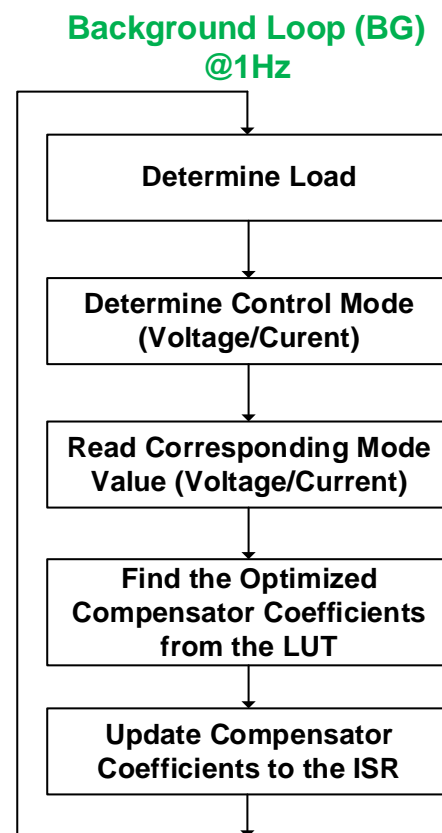 Background Loop (BG)
@1Hz
Determine Load
Determine Control Mode
(Voltage/Curent)
Read Corresponding Mode
Value (Voltage/Current)
Find the Optimized
Compensator Coefficients
from the LUT
Update Compensator
Coefficients to the ISR